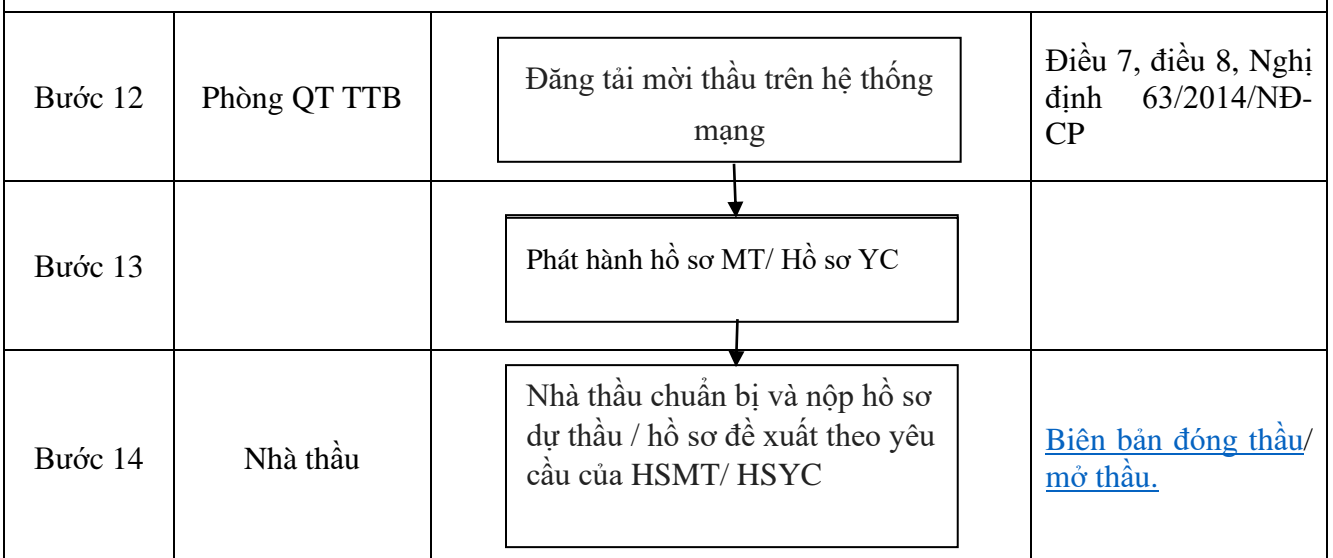 Bước 12
Phòng QT TTB
Đăng tải mời thầu trên hệ thống
mạng
Điều 7, điều 8, Nghị
định 63/2014/NĐ-
CP
Bước 13
Phát hành hồ sơ MT/ Hồ sơ YC
Bước 14
Nhà thầu
Nhà thầu chuẩn bị và nộp hồ sơ
dự thầu / hồ sơ đề xuất theo yêu
cầu của HSMT/ HSYC
Biên bản đóng thầu/
mở thầu.